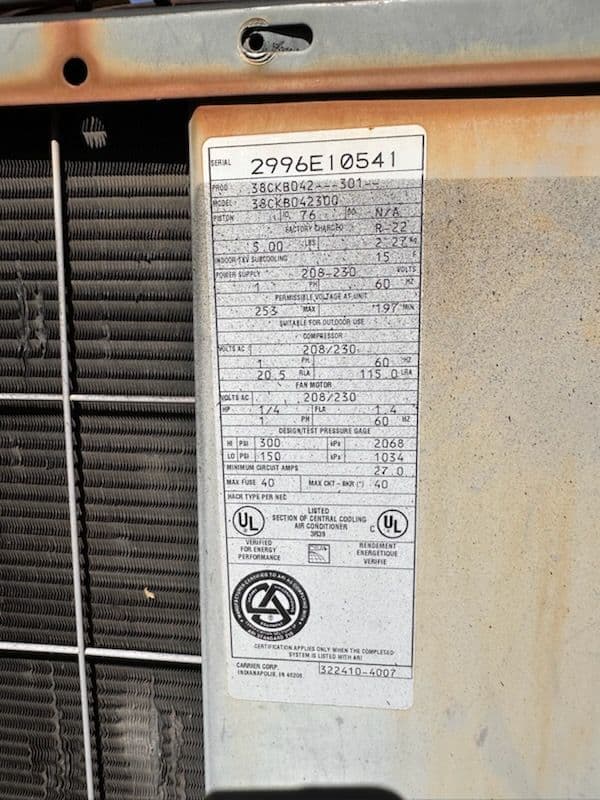 SERIAL 2996E10541
PROD 38CKB042---301--
MODEL 38CKB042300
PISTON ID 76 OD N/A
FACTORY CHARGED R-22
5.00 LBS 2.27 Kg
INDOOR TXV SUBCOOLING 15 F
POWER SUPPLY 208-230 VOLTS
1 PH 60 HZ
PERMISSIBLE VOLTAGE AT UNIT
253 MAX 197 MIN
SUITABLE FOR OUTDOOR USE
COMPRESSOR
VOLTS AC 208/230
1 PH 60 HZ
20.5 RLA 115.0 LRA
FAN MOTOR
VOLTS AC 208/230
HP 1/4 FLA 1.4
1 PH 60 HZ
DESIGN/TEST PRESSURE GAGE
HI PSI 300 kPa 2068
LO PSI 150 kPa 1034
MINIMUM CIRCUIT AMPS 27.0
MAX FUSE 40 MAX CKT-BKR (*) 40
HACR TYPE PER NEC
UL LISTED C UL
SECTION OF CENTRAL COOLING
AIR CONDITIONER
VERIFIED RENDEMENT
FOR ENERGY ENERGETIQUE
PERFORMANCE VERIFIE
CERTIFICATION APPLIES ONLY WHEN THE COMPLETED
SYSTEM IS LISTED WITH ARI
CARRIER CORP. 322410-4007
INDIANAPOLIS, IN 46206